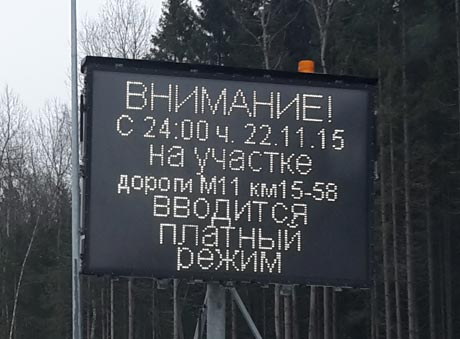 ВНИМАНИЕ!
С 24:00 ч. 22.11.15
на участке
дороги М11 км15-58
ВВОДИТСЯ
платный
режим